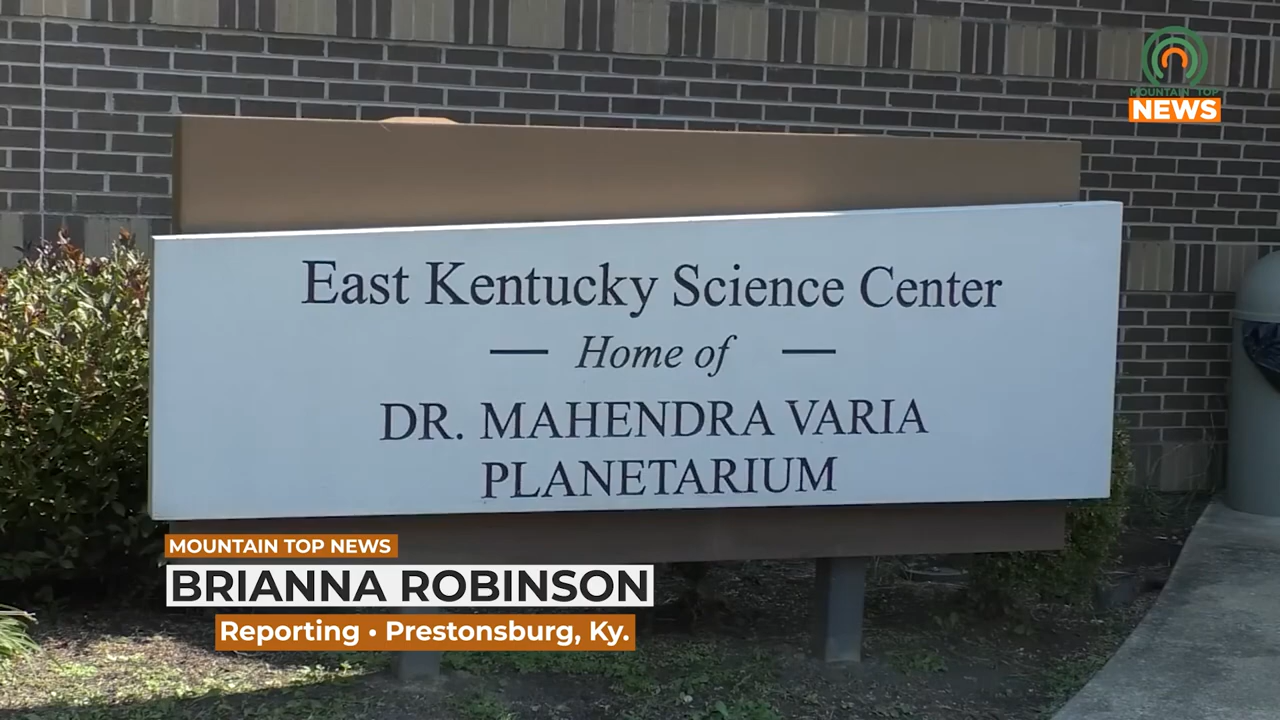 MOUNTAIN TOP
NEWS
East Kentucky Science Center
— Home of —
DR. MAHENDRA VARIA
PLANETARIUM
MOUNTAIN TOP NEWS
BRIANNA ROBINSON
Reporting • Prestonsburg, Ky.